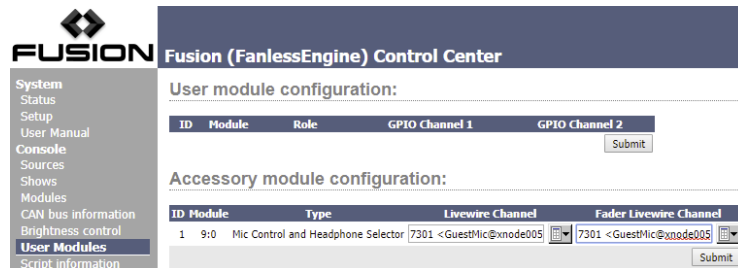 FUSION
Fusion (FanlessEngine) Control Center
System
Status
Setup
User Manual
Console
Sources
Shows
Modules
CAN bus information
Brightness control
User Modules
Script information
User module configuration:
ID Module Role GPIO Channel 1 GPIO Channel 2
Submit
Accessory module configuration:
ID Module Type Livewire Channel Fader Livewire Channel
1 9:0 Mic Control and Headphone Selector 7301 <GuestMic@xnode005 7301 <GuestMic@xnode005
Submit